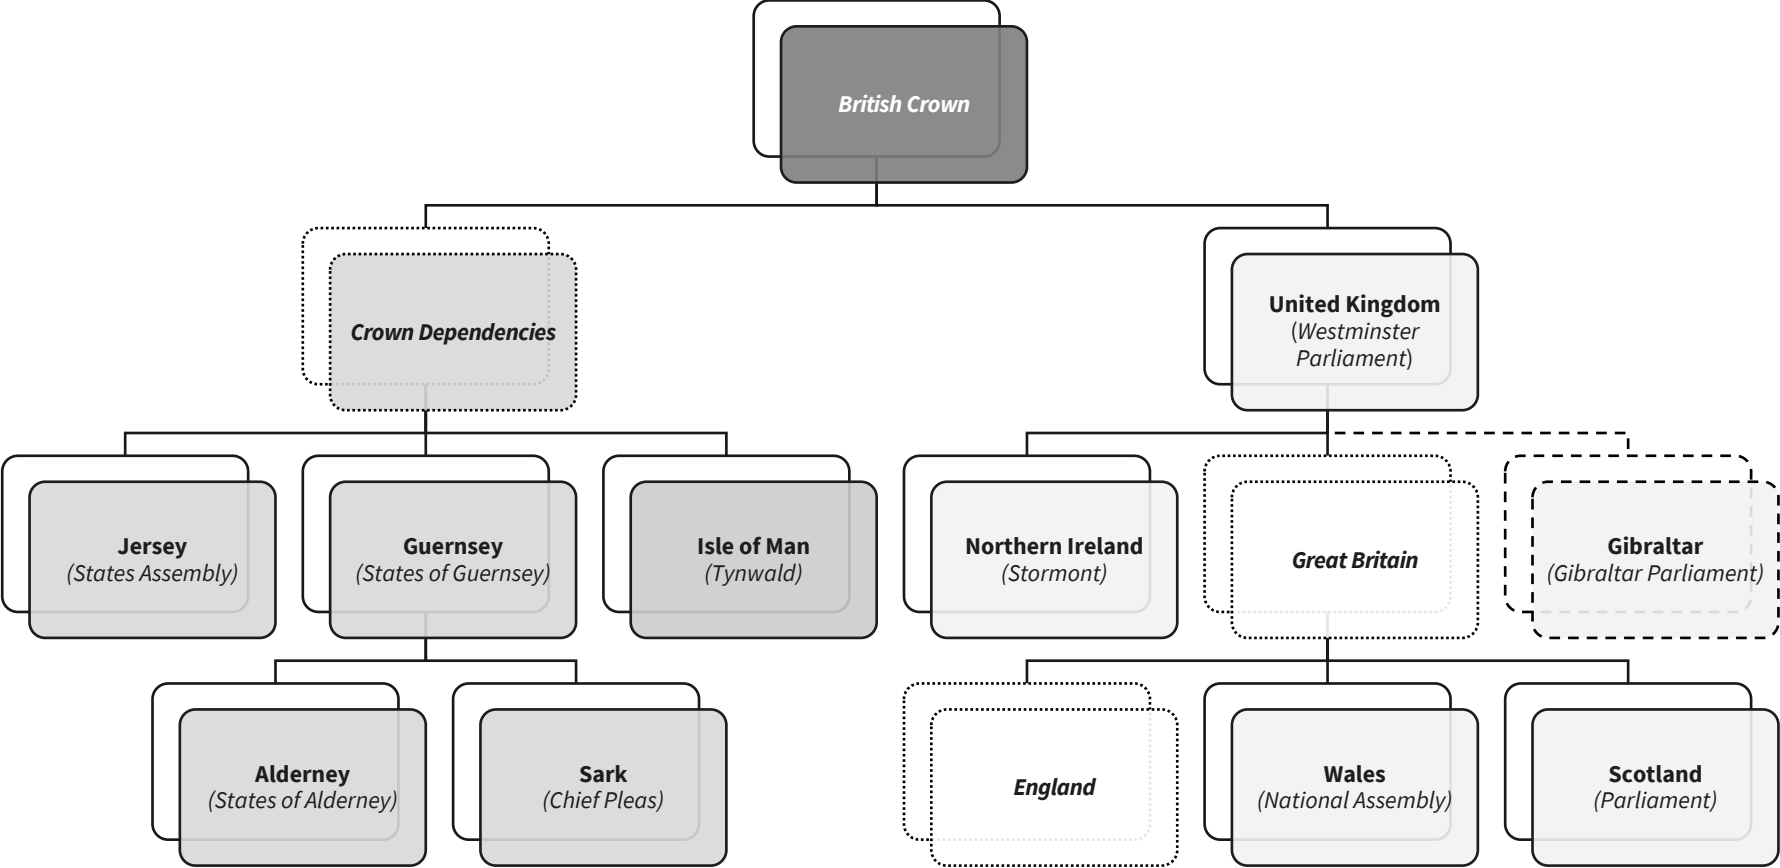 British Crown
Crown Dependencies
United Kingdom
(Westminster
Parliament)
Jersey
(States Assembly)
Guernsey
(States of Guernsey)
Isle of Man
(Tynwald)
Northern Ireland
(Stormont)
Great Britain
Gibraltar
(Gibraltar Parliament)
Alderney
(States of Alderney)
Sark
(Chief Pleas)
England
Wales
(National Assembly)
Scotland
(Parliament)